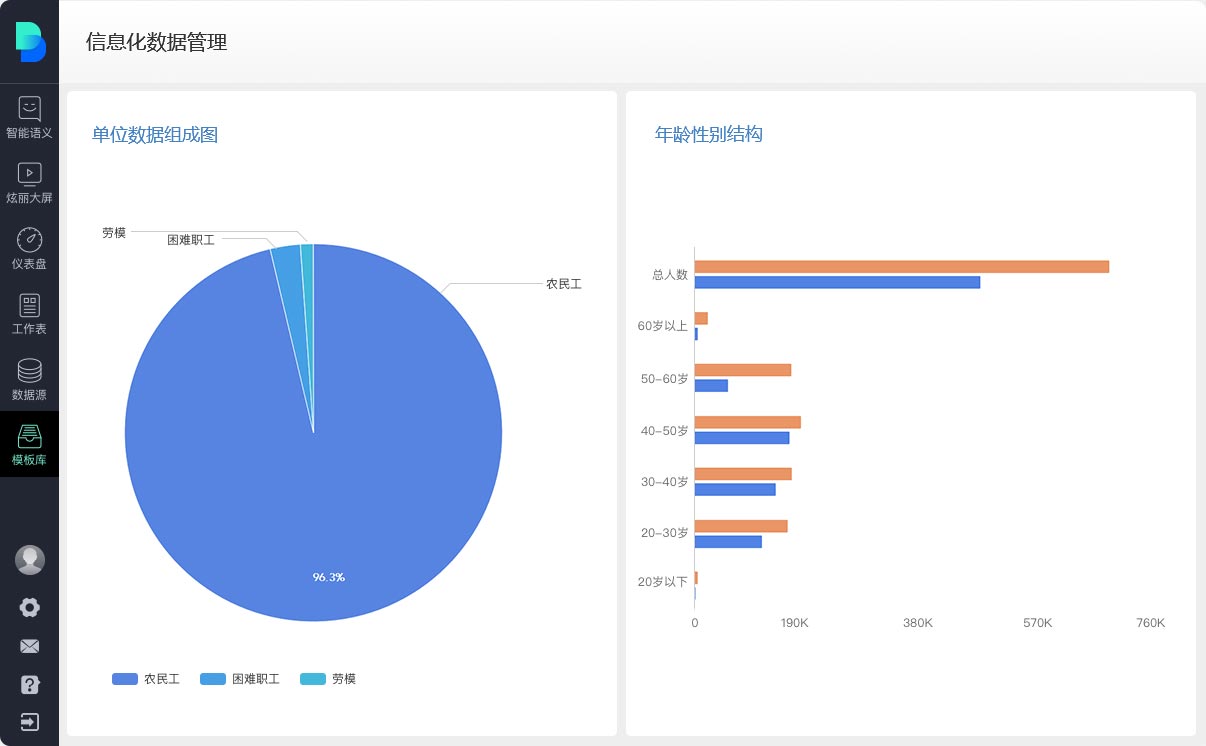 信息化数据管理
智能语义
炫丽大屏
仪表盘
工作表
数据源
模板库
单位数据组成图
劳模
困难职工
农民工
96.3%
农民工 困难职工 劳模
年龄性别结构
总人数
60岁以上
50-60岁
40-50岁
30-40岁
20-30岁
20岁以下
0 190K 380K 570K 760K